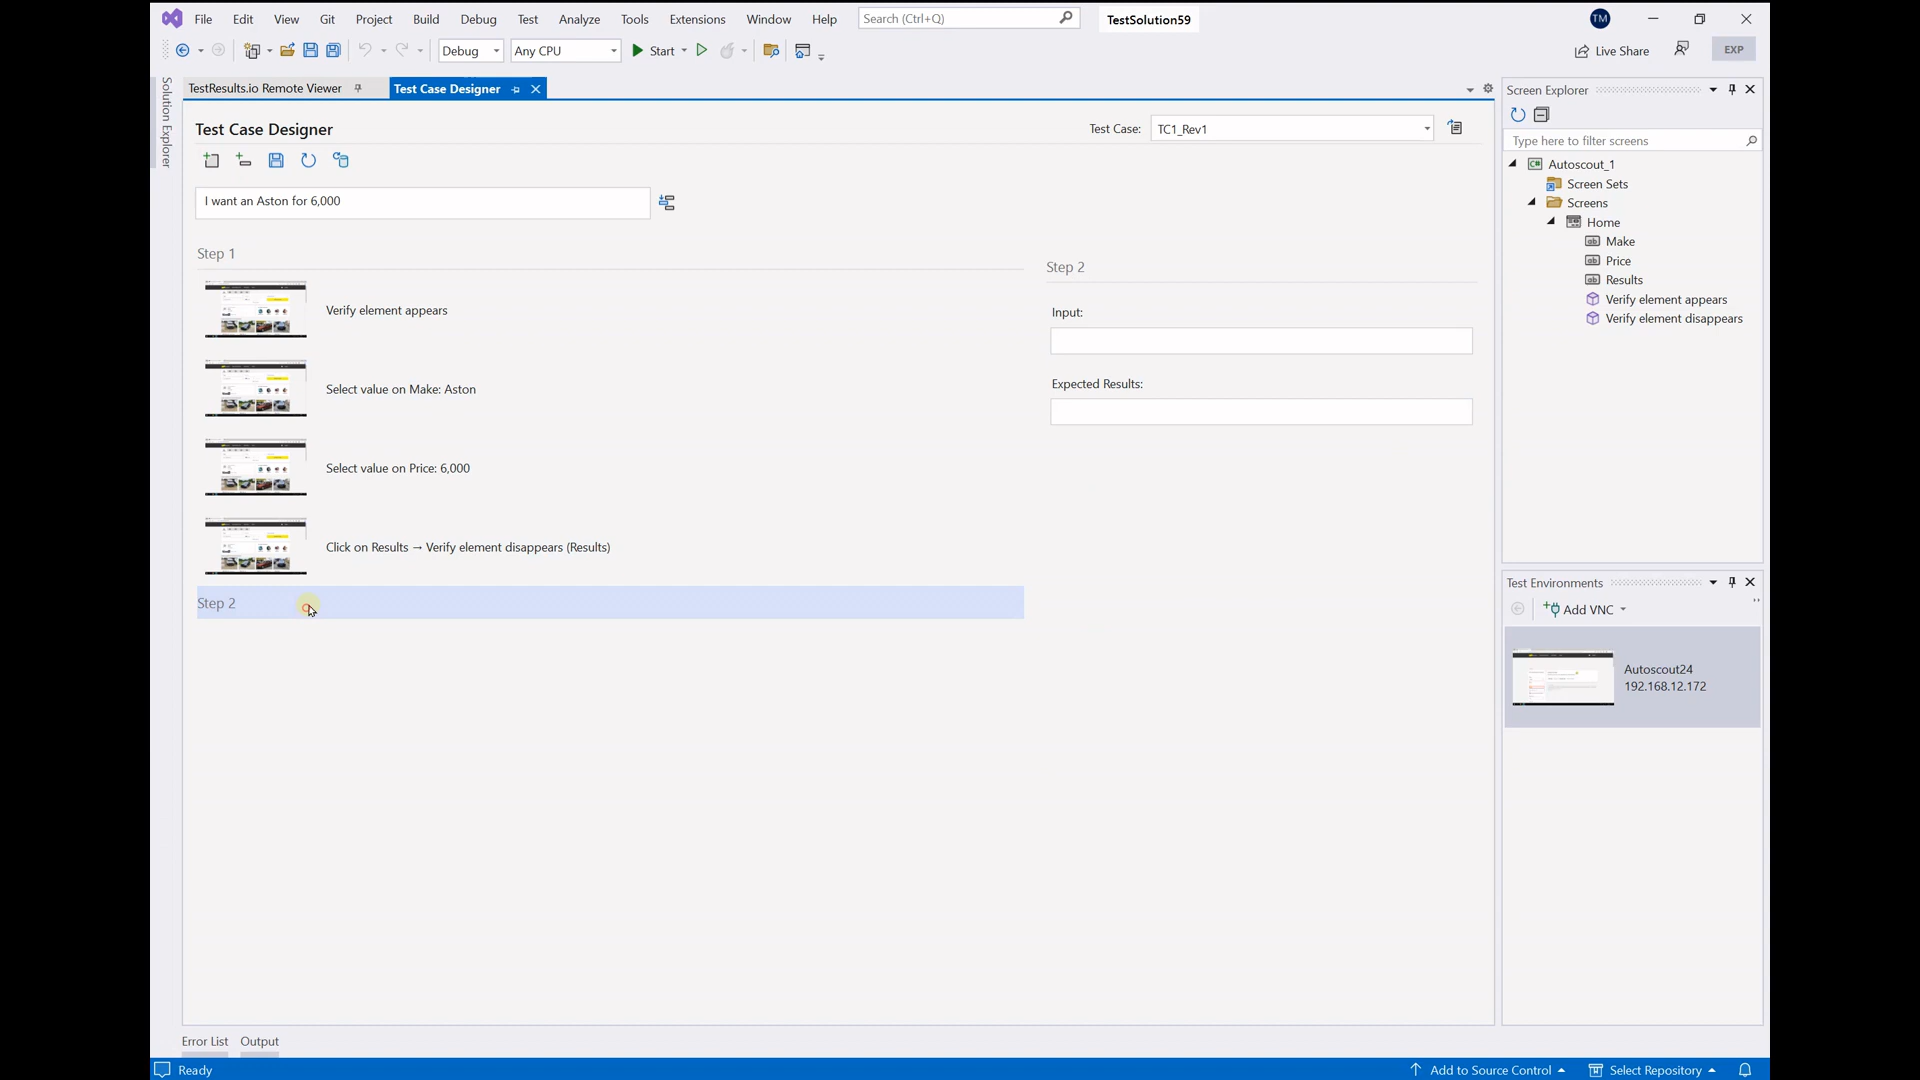 File Edit View Git Project Build Debug Test Analyze Tools Extensions Window Help Search (Ctrl+Q) TestSolution59 TM
Debug Any CPU Start Live Share EXP
Solution Explorer
TestResults.io Remote Viewer Test Case Designer
Test Case Designer
Test Case: TC1_Rev1
I want an Aston for 6,000
Step 1
Verify element appears
Select value on Make: Aston
Select value on Price: 6,000
Click on Results → Verify element disappears (Results)
Step 2
Step 2
Input:
Expected Results:
Screen Explorer
Type here to filter screens
Autoscout_1
Screen Sets
Screens
Home
Make
Price
Results
Verify element appears
Verify element disappears
Test Environments
Add VNC
Autoscout24
192.168.12.172
Error List Output
Ready Add to Source Control Select Repository